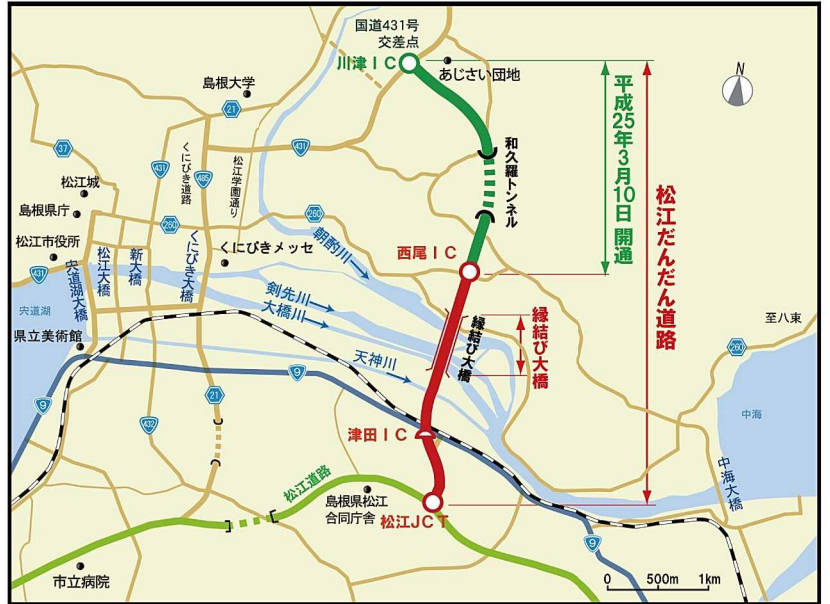 国道431号
交差点
川津IC
あじさい団地
N
島根大学
21
平成25年3月10日 開通
和久羅トンネル
松江だんだん道路
37
431
485
431
くにびき道路
松江学園通り
松江城
島根県庁
260
260
松江市役所
くにびきメッセ
朝酌川
西尾IC
431
宍道湖大橋
松江大橋
新大橋
くにびき大橋
剣先川
大橋川
宍道湖
県立美術館
縁結び大橋
縁結び大橋
至八束
260
天神川
9
21
9
432
津田IC
中海
中海大橋
松江道路
島根県松江
合同庁舎
松江JCT
9
市立病院
0 500m 1km